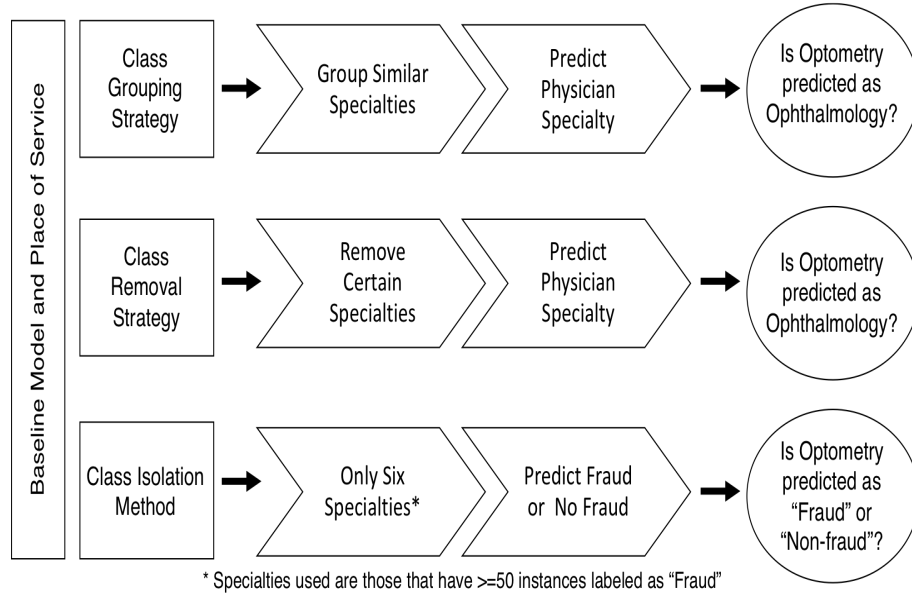 Baseline Model and Place of Service
Class
Grouping
Strategy
Group Similar
Specialties
Predict
Physician
Specialty
Is Optometry
predicted as
Ophthalmology?
Class
Removal
Strategy
Remove
Certain
Specialties
Predict
Physician
Specialty
Is Optometry
predicted as
Ophthalmology?
Class Isolation
Method
Only Six
Specialties*
Predict Fraud
or No Fraud
Is Optometry
predicted as
“Fraud” or
“Non-fraud”?
* Specialties used are those that have >=50 instances labeled as “Fraud”